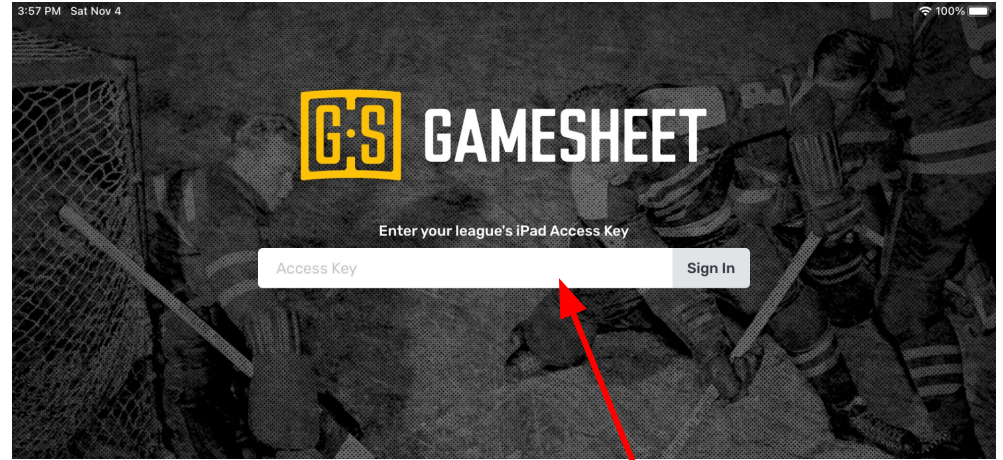 3:57 PM Sat Nov 4
100%
G·S GAMESHEET
Enter your league's iPad Access Key
Access Key
Sign In